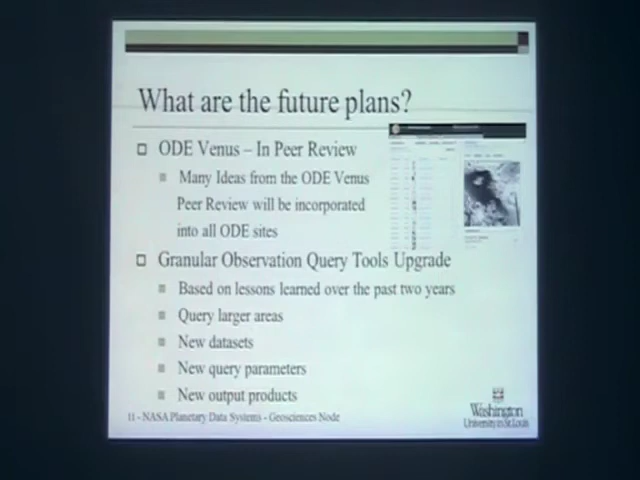 What are the future plans?
ODE Venus – In Peer Review
Many Ideas from the ODE Venus
Peer Review will be incorporated
into all ODE sites
Granular Observation Query Tools Upgrade
Based on lessons learned over the past two years
Query larger areas
New datasets
New query parameters
New output products
11 - NASA Planetary Data Systems - Geosciences Node
Washington
University in St. Louis